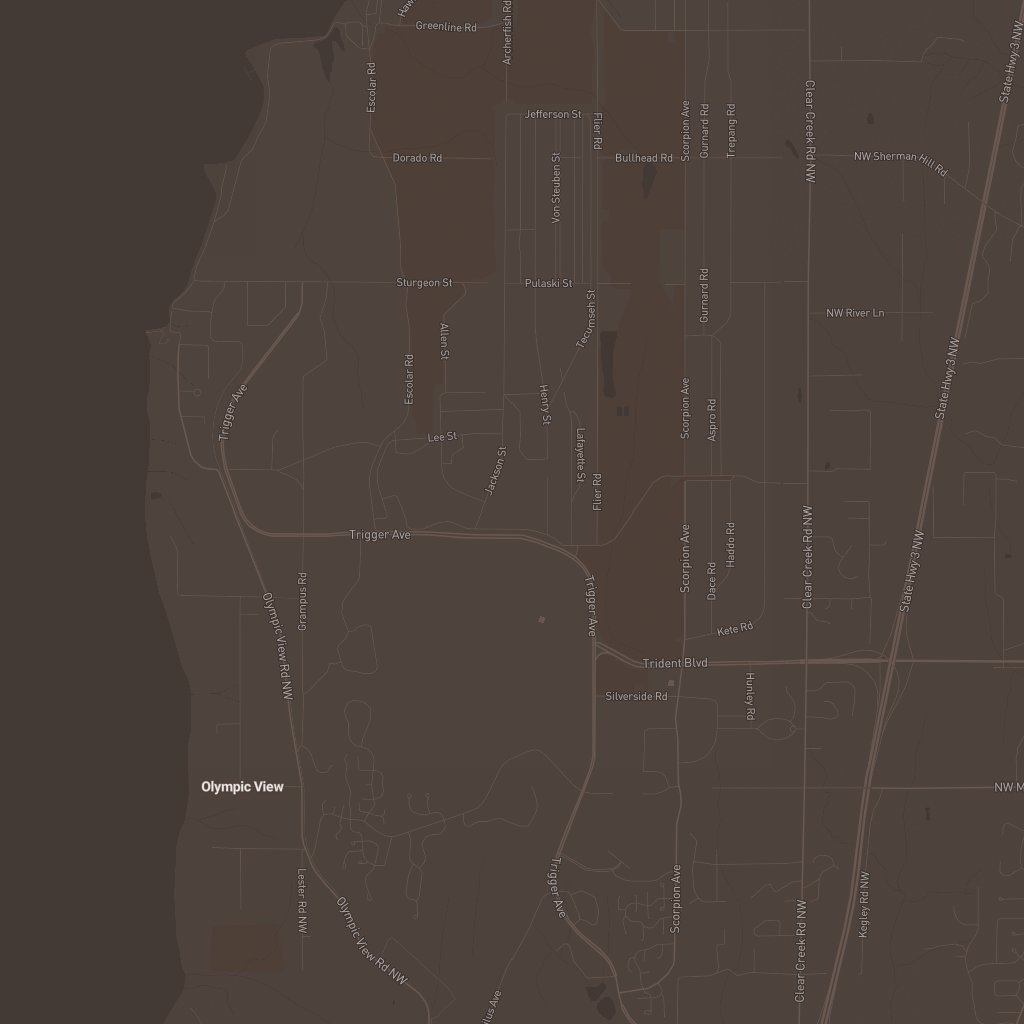 Greenline Rd
Archerfish Rd
State Hwy 3 NW
Escolar Rd
Jefferson St
Flier Rd
Scorpion Ave
Gurnard Rd
Trepang Rd
Clear Creek Rd NW
Dorado Rd
Bullhead Rd
NW Sherman Hill Rd
Von Steuben St
Sturgeon St
Pulaski St
Gurnard Rd
Tecumseh St
NW River Ln
Allen St
Escolar Rd
State Hwy 3 NW
Trigger Ave
Henry St
Scorpion Ave
Aspro Rd
Lee St
Lafayette St
Jackson St
Flier Rd
Trigger Ave
Scorpion Ave
Haddo Rd
Clear Creek Rd NW
Dace Rd
State Hwy 3 NW
Grampus Rd
Trigger Ave
Kete Rd
Olympic View Rd NW
Trident Blvd
Silverside Rd
Hunley Rd
Olympic View
NW M
Trigger Ave
Scorpion Ave
Lester Rd NW
Kegley Rd NW
Olympic View Rd NW
Clear Creek Rd NW
lus Ave